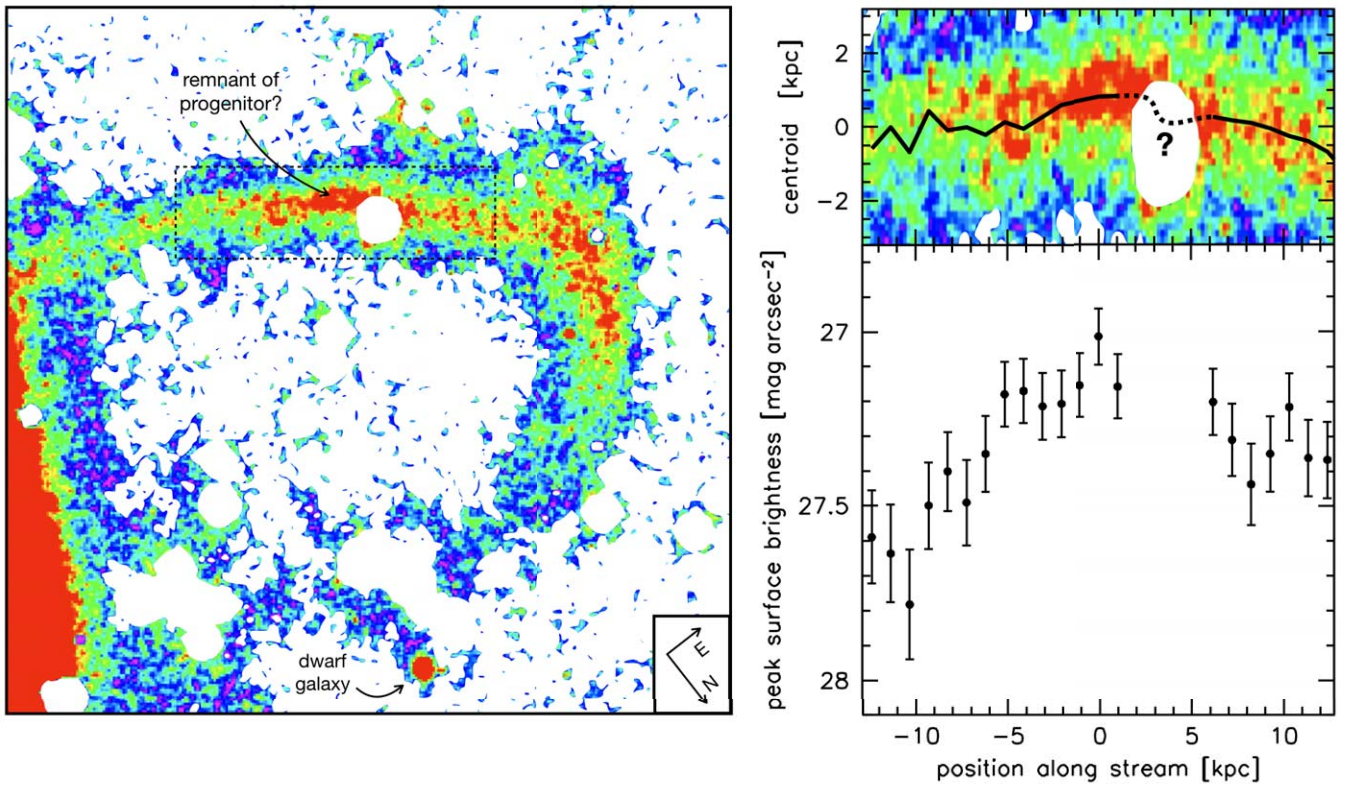 remnant of
progenitor?
dwarf
galaxy
E
N
centroid [kpc]
2
0
−2
?
peak surface brightness [mag arcsec⁻²]
27
27.5
28
−10
−5
0
5
10
position along stream [kpc]